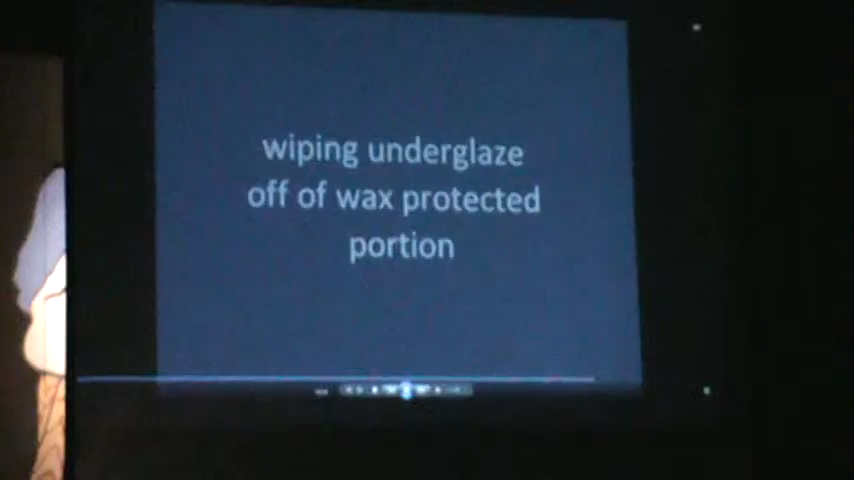 wiping underglaze
off of wax protected
portion